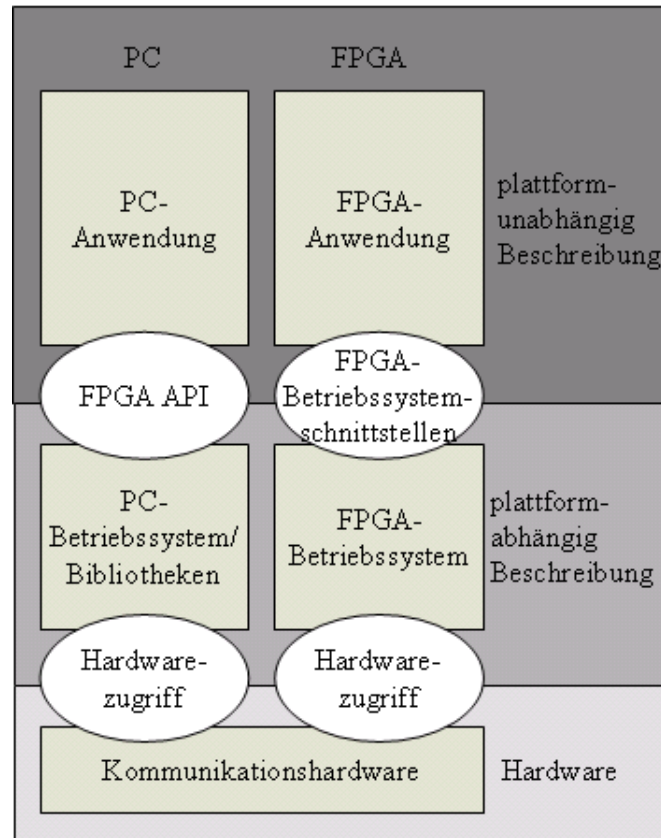 PC
FPGA
PC-
Anwendung
FPGA-
Anwendung
plattform-
unabhängig
Beschreibung
FPGA API
FPGA-
Betriebssystem-
schnittstellen
PC-
Betriebssystem/
Bibliotheken
FPGA-
Betriebssystem
plattform-
abhängig
Beschreibung
Hardware-
zugriff
Hardware-
zugriff
Kommunikationshardware
Hardware